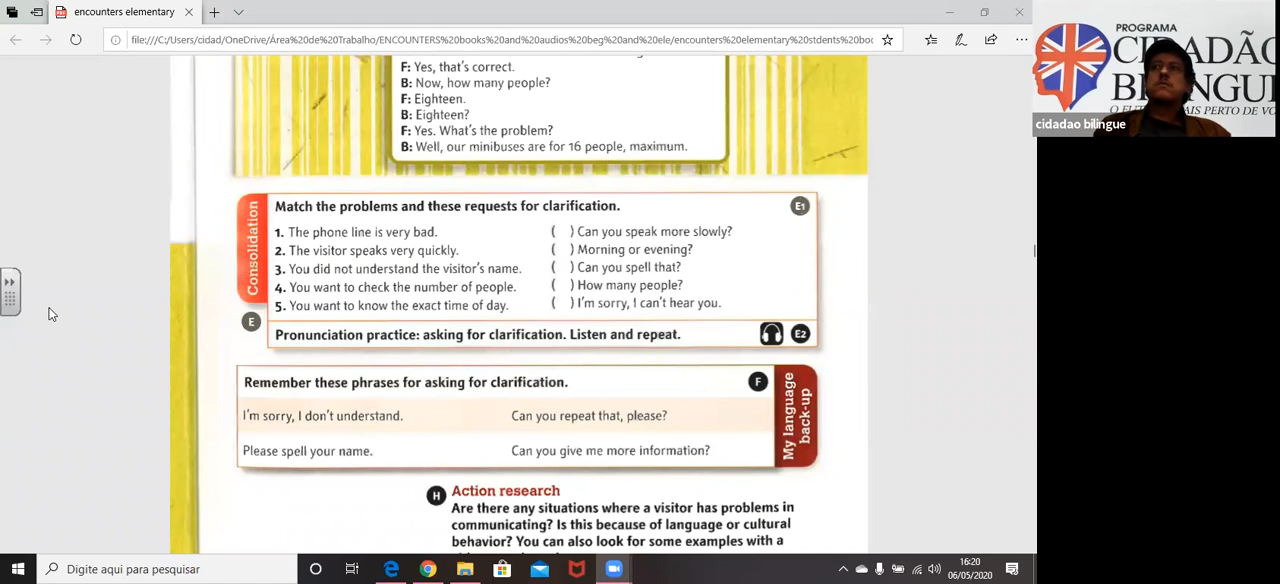 encounters elementary
file:///C:/Users/cidad/OneDrive/Área%20de%20Trabalho/ENCOUNTERS%20books%20and%20audios%20beg%20and%20ele/encounters%20elementary%20stdents%20boo
F: Yes, that's correct.
B: Now, how many people?
F: Eighteen.
B: Eighteen?
F: Yes. What's the problem?
B: Well, our minibuses are for 16 people, maximum.
Consolidation
Match the problems and these requests for clarification. E1
1. The phone line is very bad. ( ) Can you speak more slowly?
2. The visitor speaks very quickly. ( ) Morning or evening?
3. You did not understand the visitor's name. ( ) Can you spell that?
4. You want to check the number of people. ( ) How many people?
5. You want to know the exact time of day. ( ) I'm sorry, I can't hear you.
E
Pronunciation practice: asking for clarification. Listen and repeat. E2
Remember these phrases for asking for clarification. F
I'm sorry, I don't understand. Can you repeat that, please?
Please spell your name. Can you give me more information?
My language
back-up
H Action research
Are there any situations where a visitor has problems in
communicating? Is this because of language or cultural
behavior? You can also look for some examples with a
PROGRAMA
CIDADÃO
cidadao bilingue
Digite aqui para pesquisar
16:20
06/05/2020